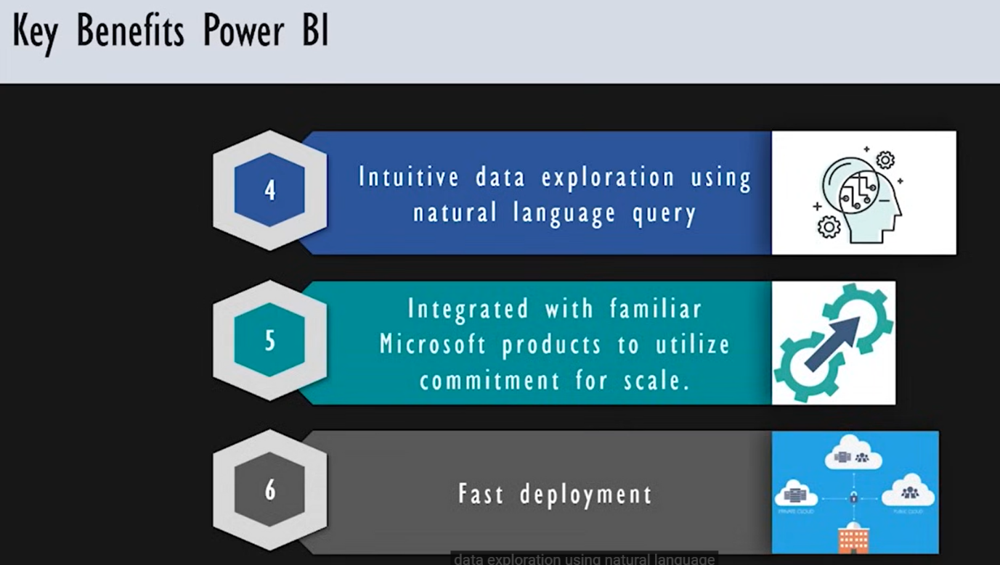 Key Benefits Power BI
4
Intuitive data exploration using
natural language query
5
Integrated with familiar
Microsoft products to utilize
commitment for scale.
6
Fast deployment
PRIVATE CLOUD
PUBLIC CLOUD
data exploration using natural language